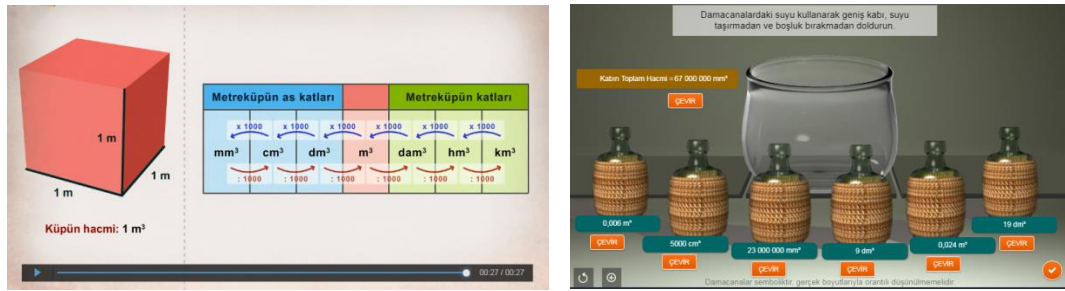 Metreküpün as katları Metreküpün katları
x 1000 x 1000 x 1000 x 1000 x 1000 x 1000
mm³ cm³ dm³ m³ dam³ hm³ km³
: 1000 : 1000 : 1000 : 1000 : 1000 : 1000
1 m
1 m
1 m
Küpün hacmi: 1 m³
00:27 / 00:27
Damacanalardaki suyu kullanarak geniş kabı, suyu
taşırmadan ve boşluk bırakmadan doldurun.
Kabın Toplam Hacmi = 67 000 000 mm³
ÇEVİR
0,006 m³
ÇEVİR
5000 cm³
ÇEVİR
23 000 000 mm³
ÇEVİR
9 dm³
ÇEVİR
0,024 m³
ÇEVİR
19 dm³
ÇEVİR
Damacanalar semboliktir, gerçek boyutlarıyla orantılı düşünülmemelidir.